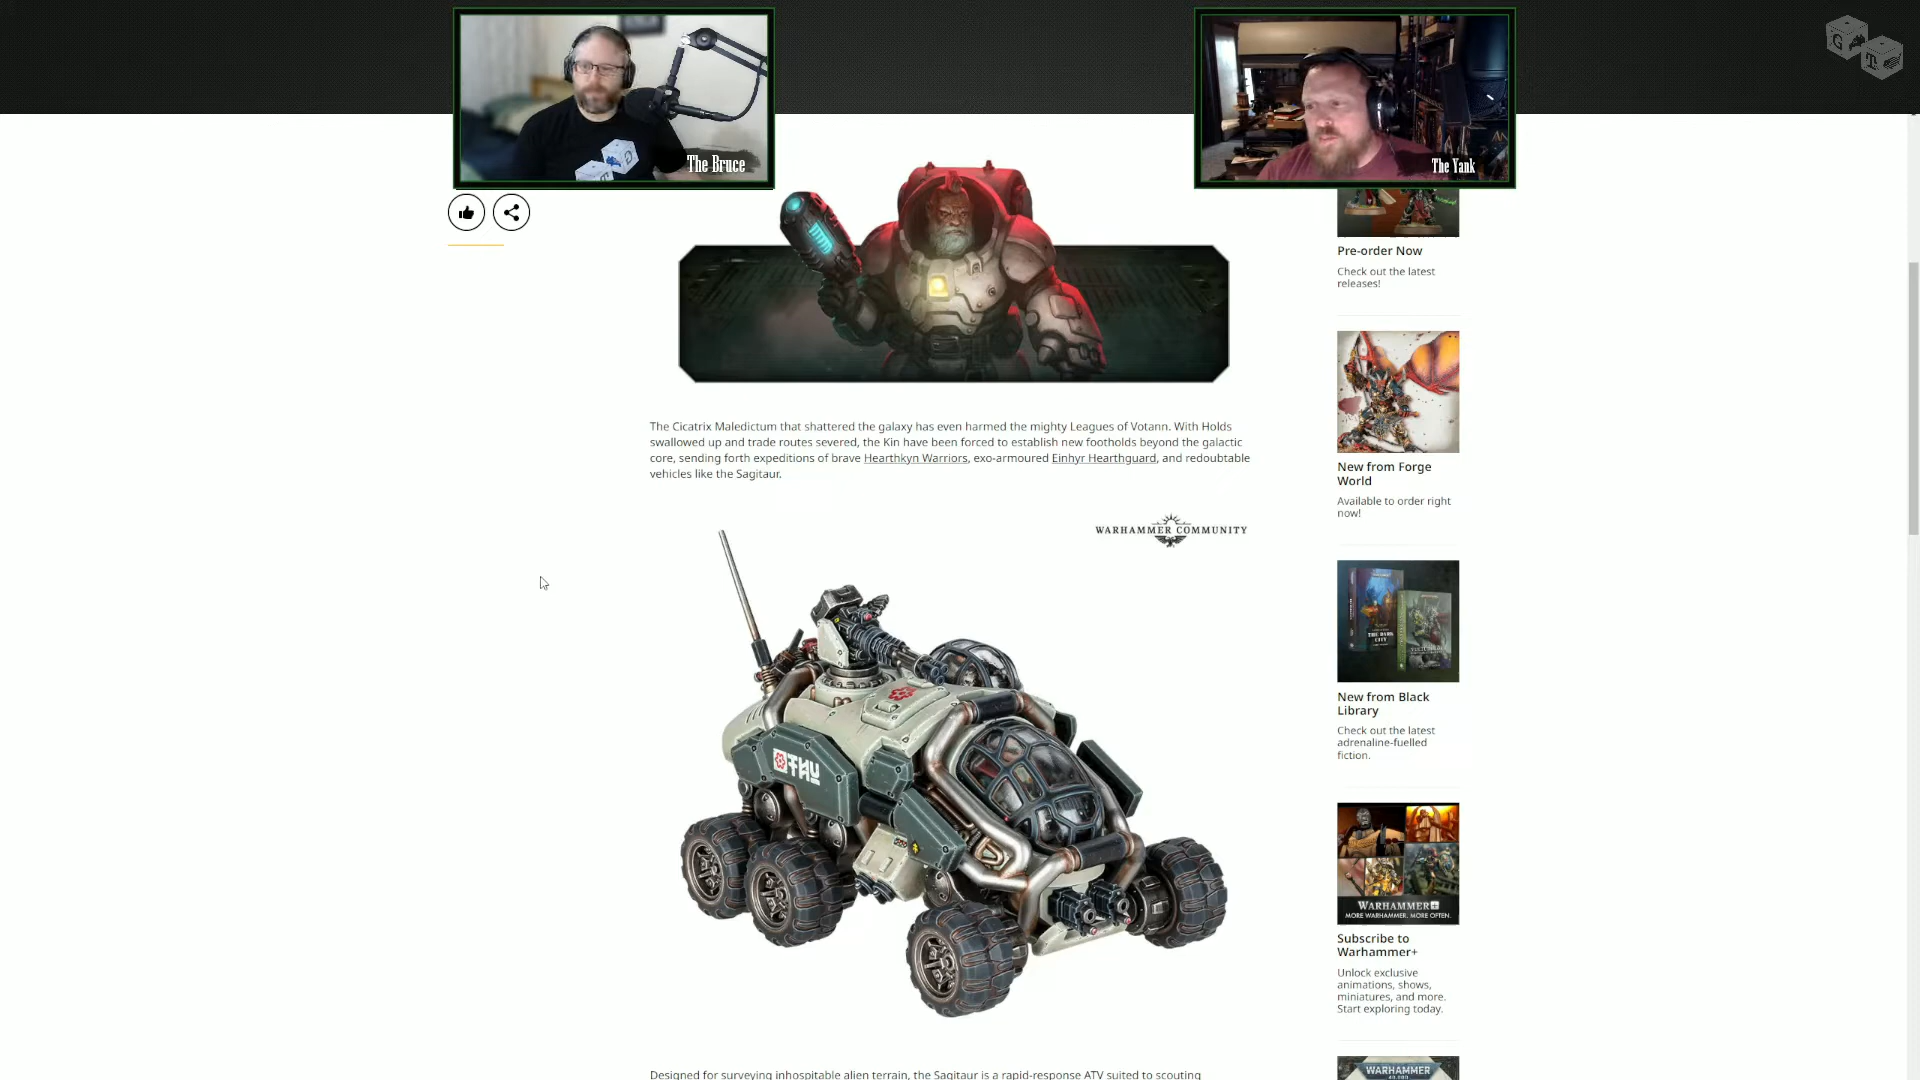 The Bruce
The Yank
Pre-order Now
Check out the latest
releases!
The Cicatrix Maledictum that shattered the galaxy has even harmed the mighty Leagues of Votann. With Holds
swallowed up and trade routes severed, the Kin have been forced to establish new footholds beyond the galactic
core, sending forth expeditions of brave Hearthkyn Warriors, exo-armoured Einhyr Hearthguard, and redoubtable
vehicles like the Sagitaur.
WARHAMMER COMMUNITY
New from Forge
World
Available to order right
now!
THE DARK
CITY
New from Black
Library
Check out the latest
adrenaline-fuelled
fiction.
WARHAMMER+
MORE WARHAMMER. MORE OFTEN.
Subscribe to
Warhammer+
Unlock exclusive
animations, shows,
miniatures, and more.
Start exploring today.
WARHAMMER
Designed for surveying inhospitable alien terrain, the Sagitaur is a rapid-response ATV suited to scouting